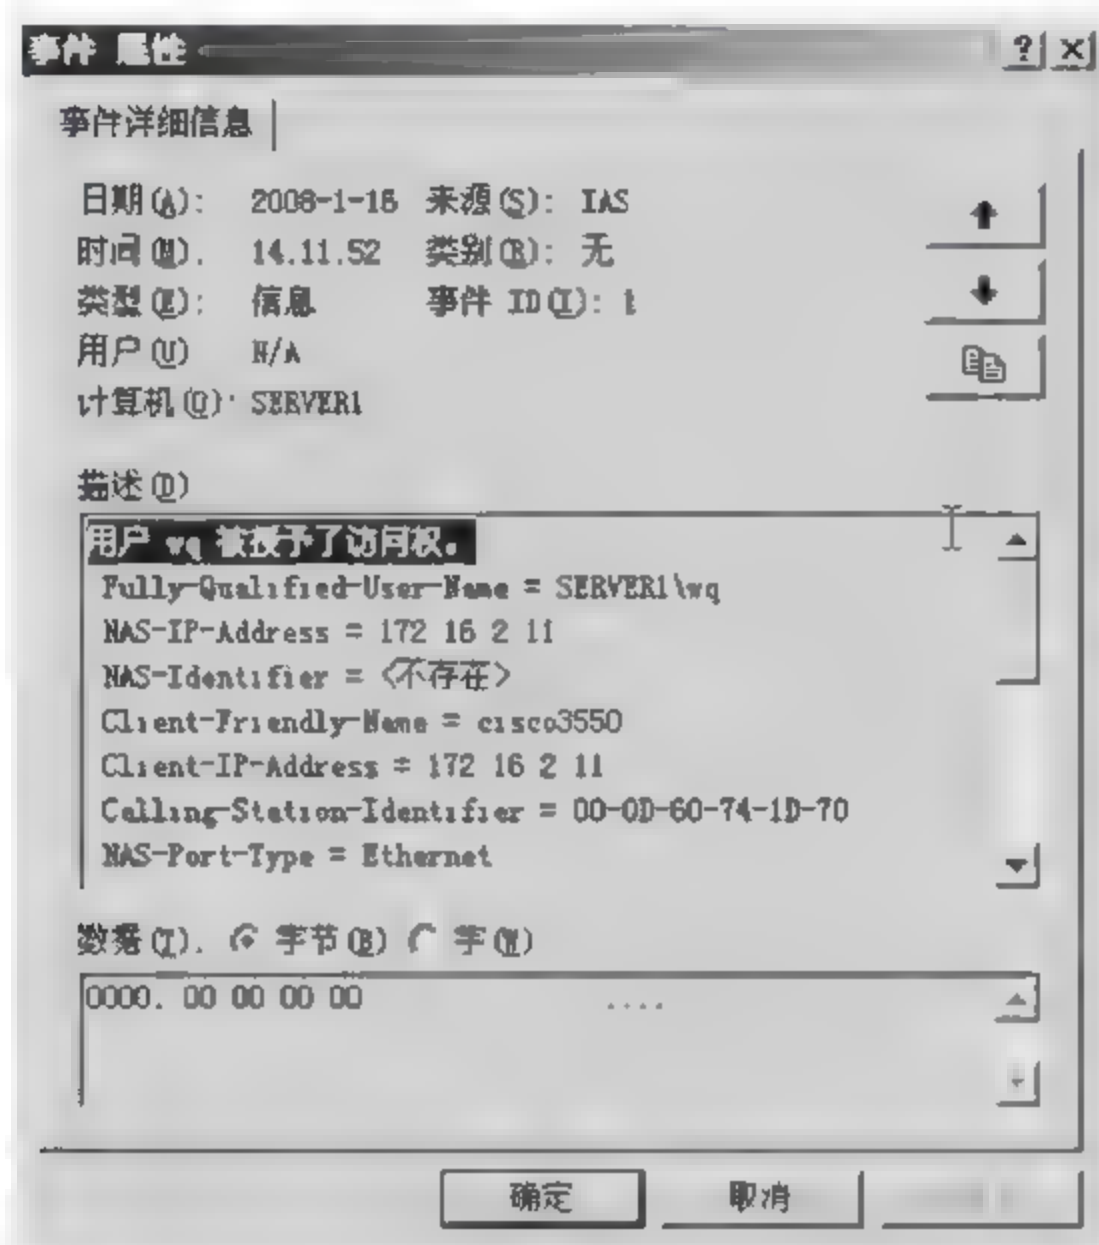 事件 属性
事件详细信息
日期(A): 2008-1-15 来源(S): IAS
时间(M). 14.11.52 类别(R): 无
类型(E): 信息 事件 ID(I): 1
用户(U) N/A
计算机(O): SERVER1
描述(D)
用户 wq 被授予了访问权。
Fully-Qualified-User-Name = SERVER1\wq
NAS-IP-Address = 172 16 2 11
NAS-Identifier = <不存在>
Client-Friendly-Name = cisco3550
Client-IP-Address = 172 16 2 11
Calling-Station-Identifier = 00-0D-60-74-1D-70
NAS-Port-Type = Ethernet
数据(T). 字节(B) 字(W)
0000. 00 00 00 00 ....
确定 取消